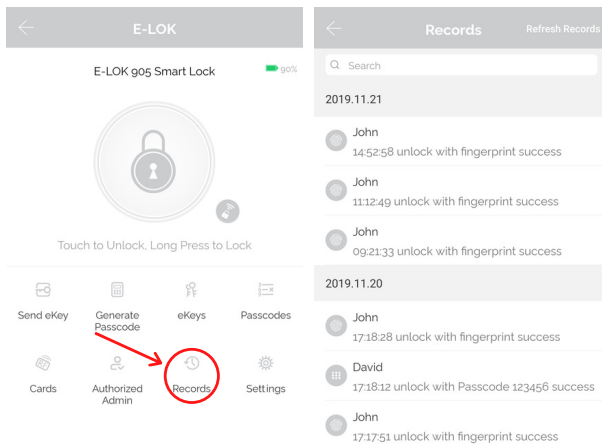 E-LOK
E-LOK 905 Smart Lock
90%
Touch to Unlock, Long Press to Lock
Send eKey
Generate
Passcode
eKeys
Passcodes
Cards
Authorized
Admin
Records
Settings
Records
Refresh Records
Search
2019.11.21
John
14:52:58 unlock with fingerprint success
John
11:12:49 unlock with fingerprint success
John
09:21:33 unlock with fingerprint success
2019.11.20
John
17:18:28 unlock with fingerprint success
David
17:18:12 unlock with Passcode 123456 success
John
17:17:51 unlock with fingerprint success